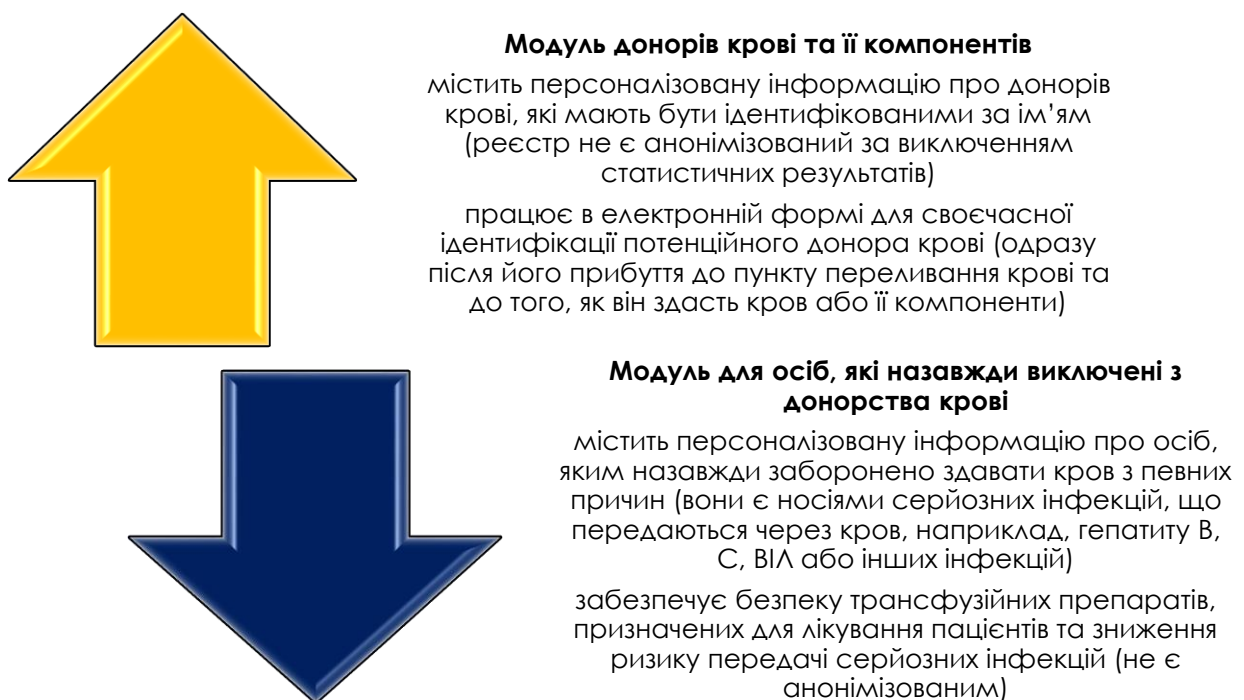 Модуль донорів крові та її компонентів
містить персоналізовану інформацію про донорів
крові, які мають бути ідентифікованими за ім’ям
(реєстр не є анонімізований за виключенням
статистичних результатів)
працює в електронній формі для своєчасної
ідентифікації потенційного донора крові (одразу
після його прибуття до пункту переливання крові та
до того, як він здасть кров або її компоненти)
Модуль для осіб, які назавжди виключені з
донорства крові
містить персоналізовану інформацію про осіб,
яким назавжди заборонено здавати кров з певних
причин (вони є носіями серйозних інфекцій, що
передаються через кров, наприклад, гепатиту В,
С, ВІЛ або інших інфекцій)
забезпечує безпеку трансфузійних препаратів,
призначених для лікування пацієнтів та зниження
ризику передачі серйозних інфекцій (не є
анонімізованим)